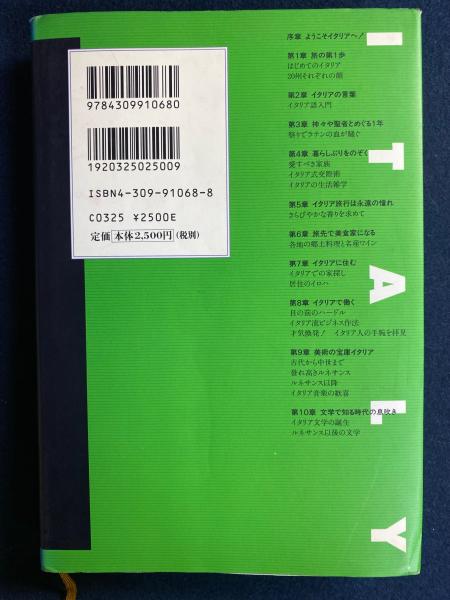 9784309910680
1920325025009
ISBN4-309-91068-8
C0325 ¥2500E
定価 本体2,500円 (税別)
序章 ようこそイタリアへ!
第1章 旅の第1歩
はじめてのイタリア
20州それぞれの顔
第2章 イタリアの言葉
イタリア語入門
第3章 神々や聖者とめぐる1年
祭りでラテンの血が騒ぐ
第4章 暮らしぶりをのぞく
愛すべき家族
イタリア式交際術
イタリアの生活雑学
第5章 イタリア旅行は永遠の憧れ
きらびやかな香りを求めて
第6章 旅先で美食家になる
各地の郷土料理と名産ワイン
第7章 イタリアに住む
イタリアでの家探し
居住のイロハ
第8章 イタリアで働く
目の前のハードル
イタリア流ビジネス作法
才気煥発! イタリア人の手腕を拝見
第9章 美術の宝庫イタリア
古代から中世まで
誉れ高きルネサンス
ルネサンス以降
イタリア音楽の歓喜
第10章 文学で知る時代の息吹き
イタリア文学の誕生
ルネサンス以後の文学
ITALY